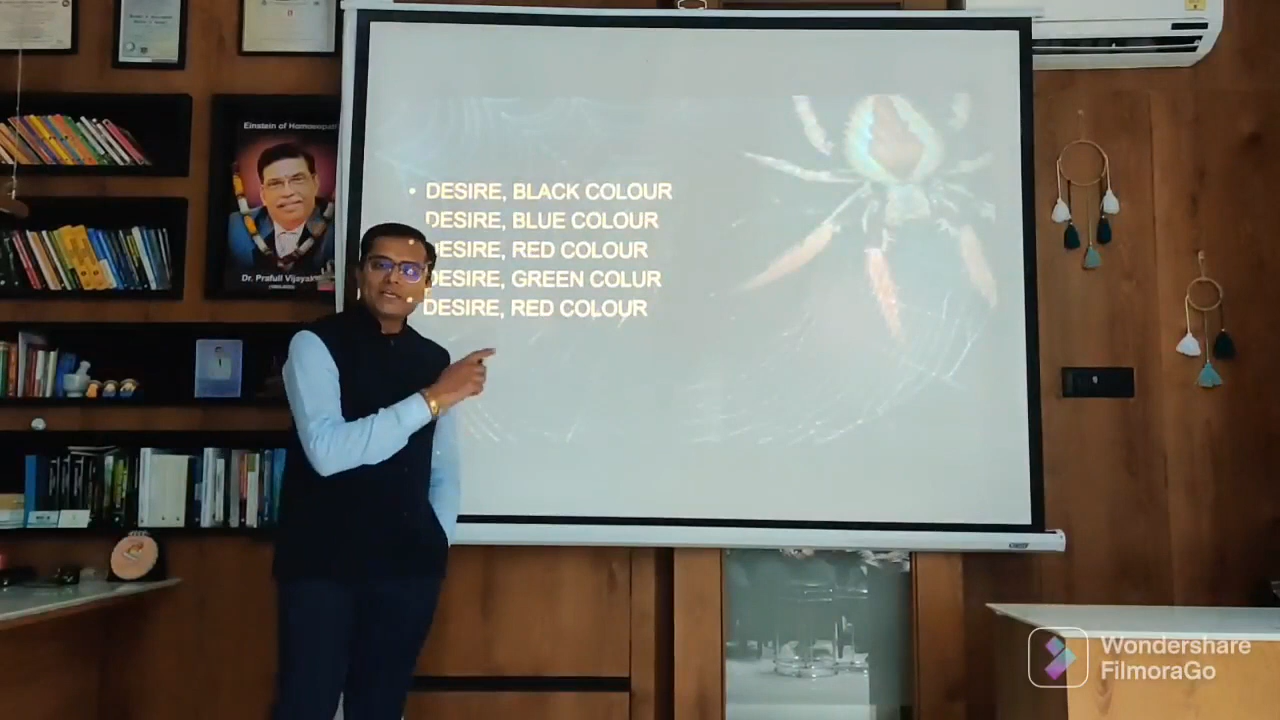 Einstein of Homoeopath
Dr. Prafull Vijayak
• DESIRE, BLACK COLOUR
DESIRE, BLUE COLOUR
DESIRE, RED COLOUR
DESIRE, GREEN COLUR
DESIRE, RED COLOUR
Wondershare
FilmoraGo